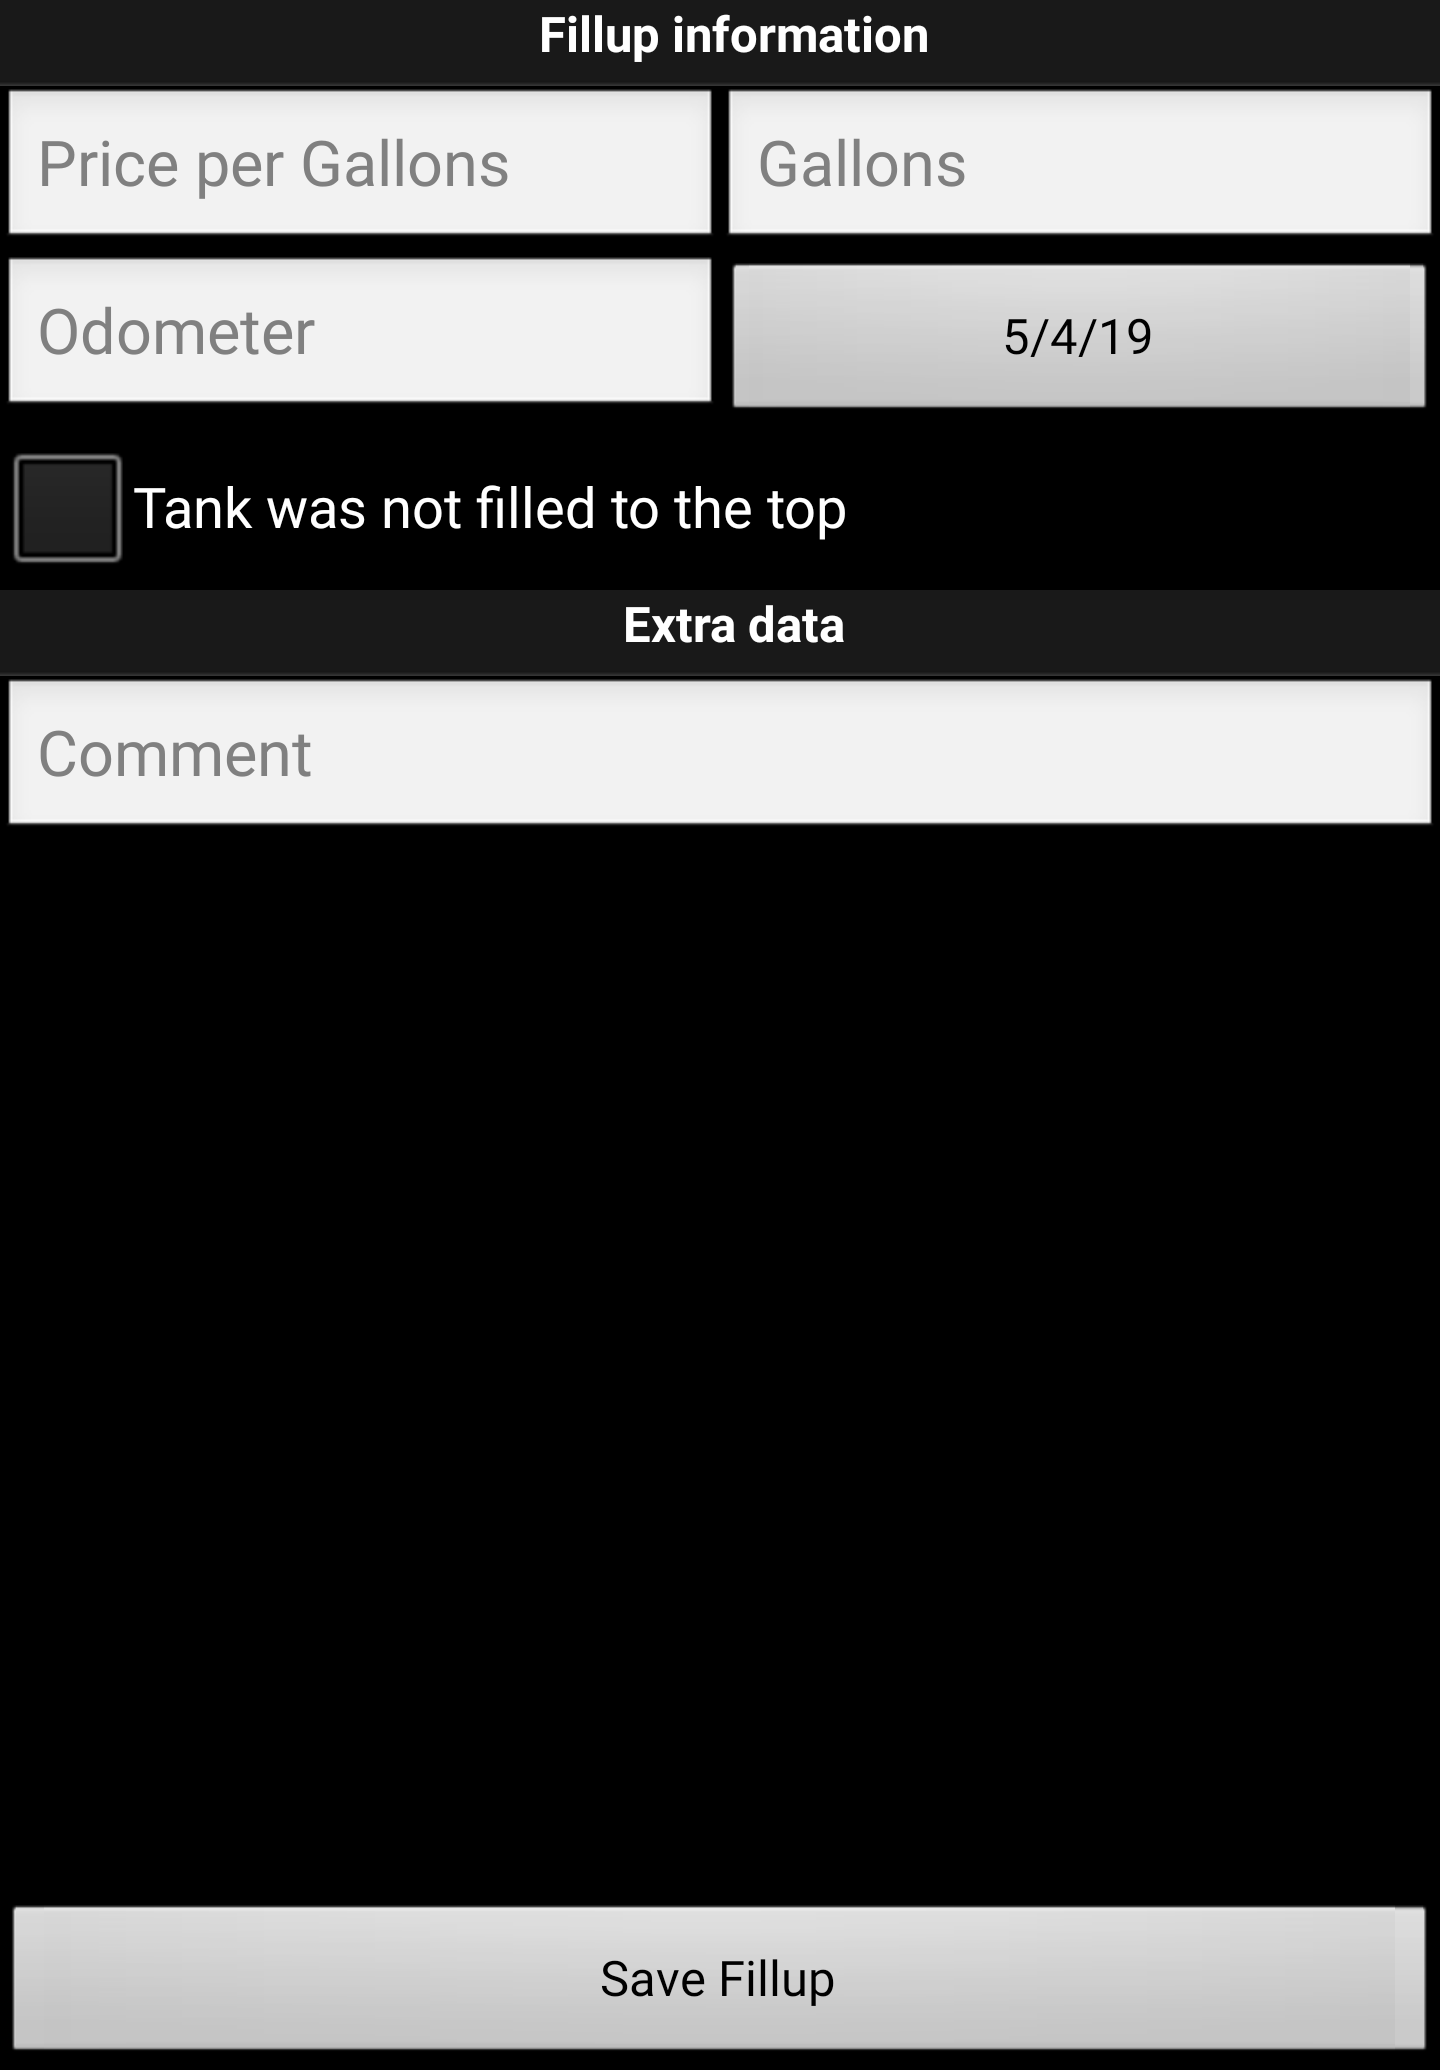 Fillup information
Price per Gallons
Gallons
Odometer
5/4/19
Tank was not filled to the top
Extra data
Comment
Save Fillup